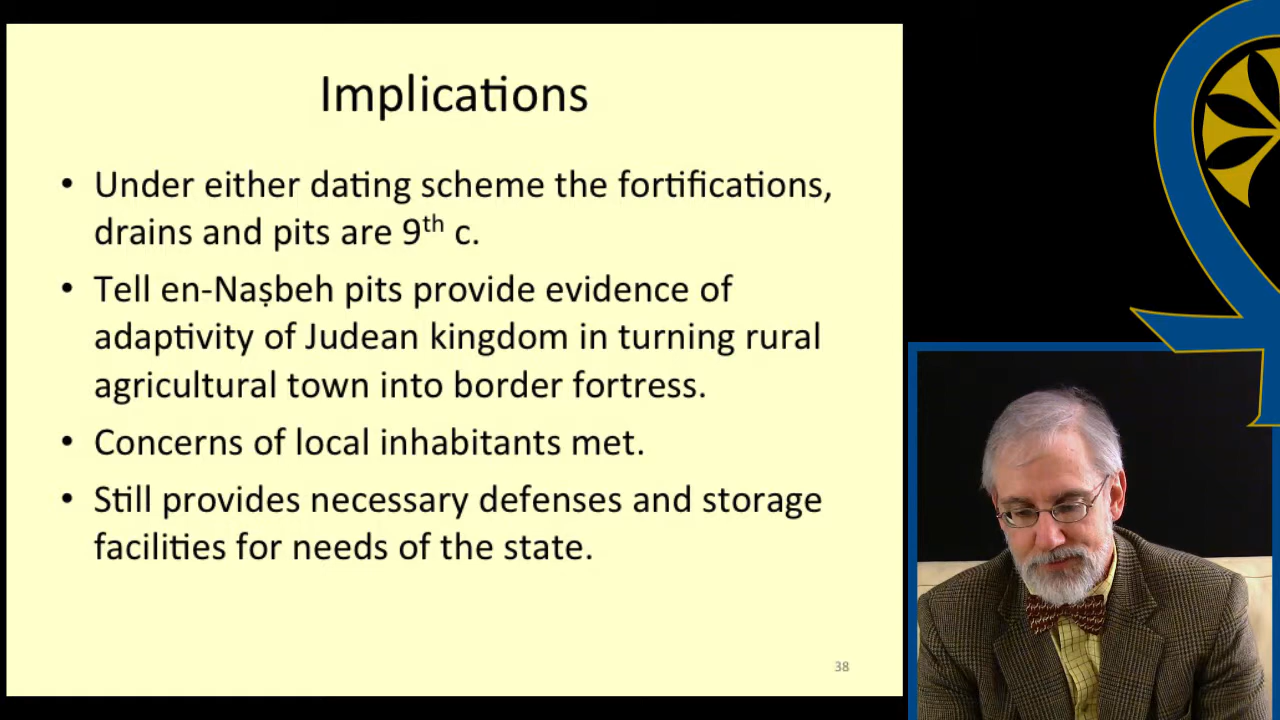 Implications
• Under either dating scheme the fortifications,
drains and pits are 9th c.
• Tell en-Naṣbeh pits provide evidence of
adaptivity of Judean kingdom in turning rural
agricultural town into border fortress.
• Concerns of local inhabitants met.
• Still provides necessary defenses and storage
facilities for needs of the state.
38